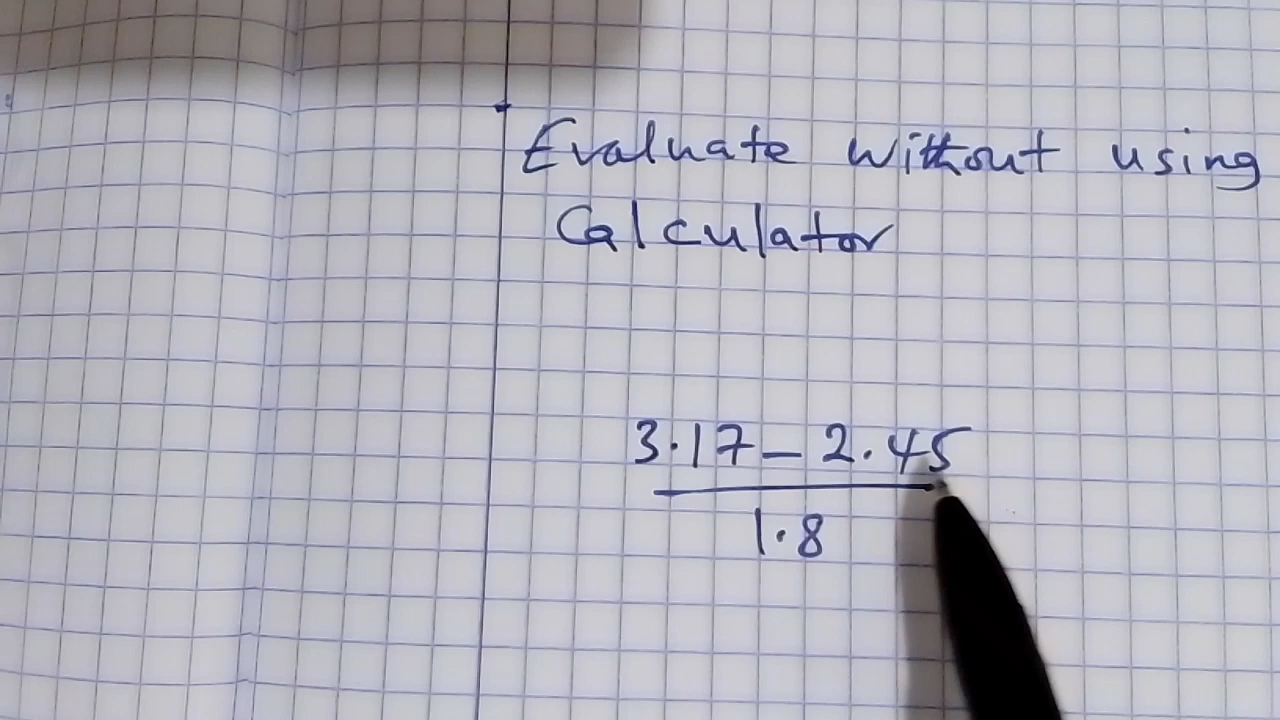 Evaluate without using
Calculator
3.17 - 2.45
1.8